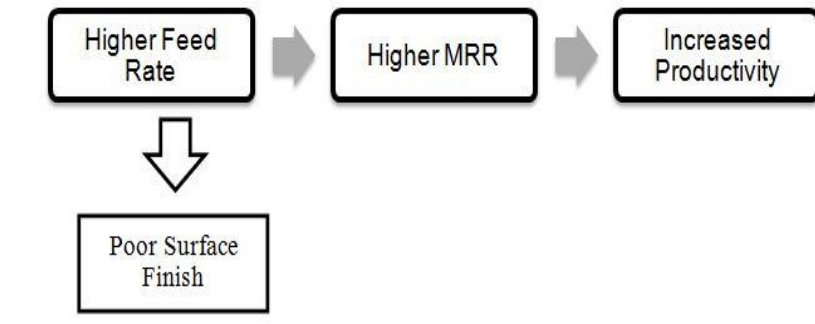 Higher Feed
Rate
Higher MRR
Increased
Productivity
Poor Surface
Finish